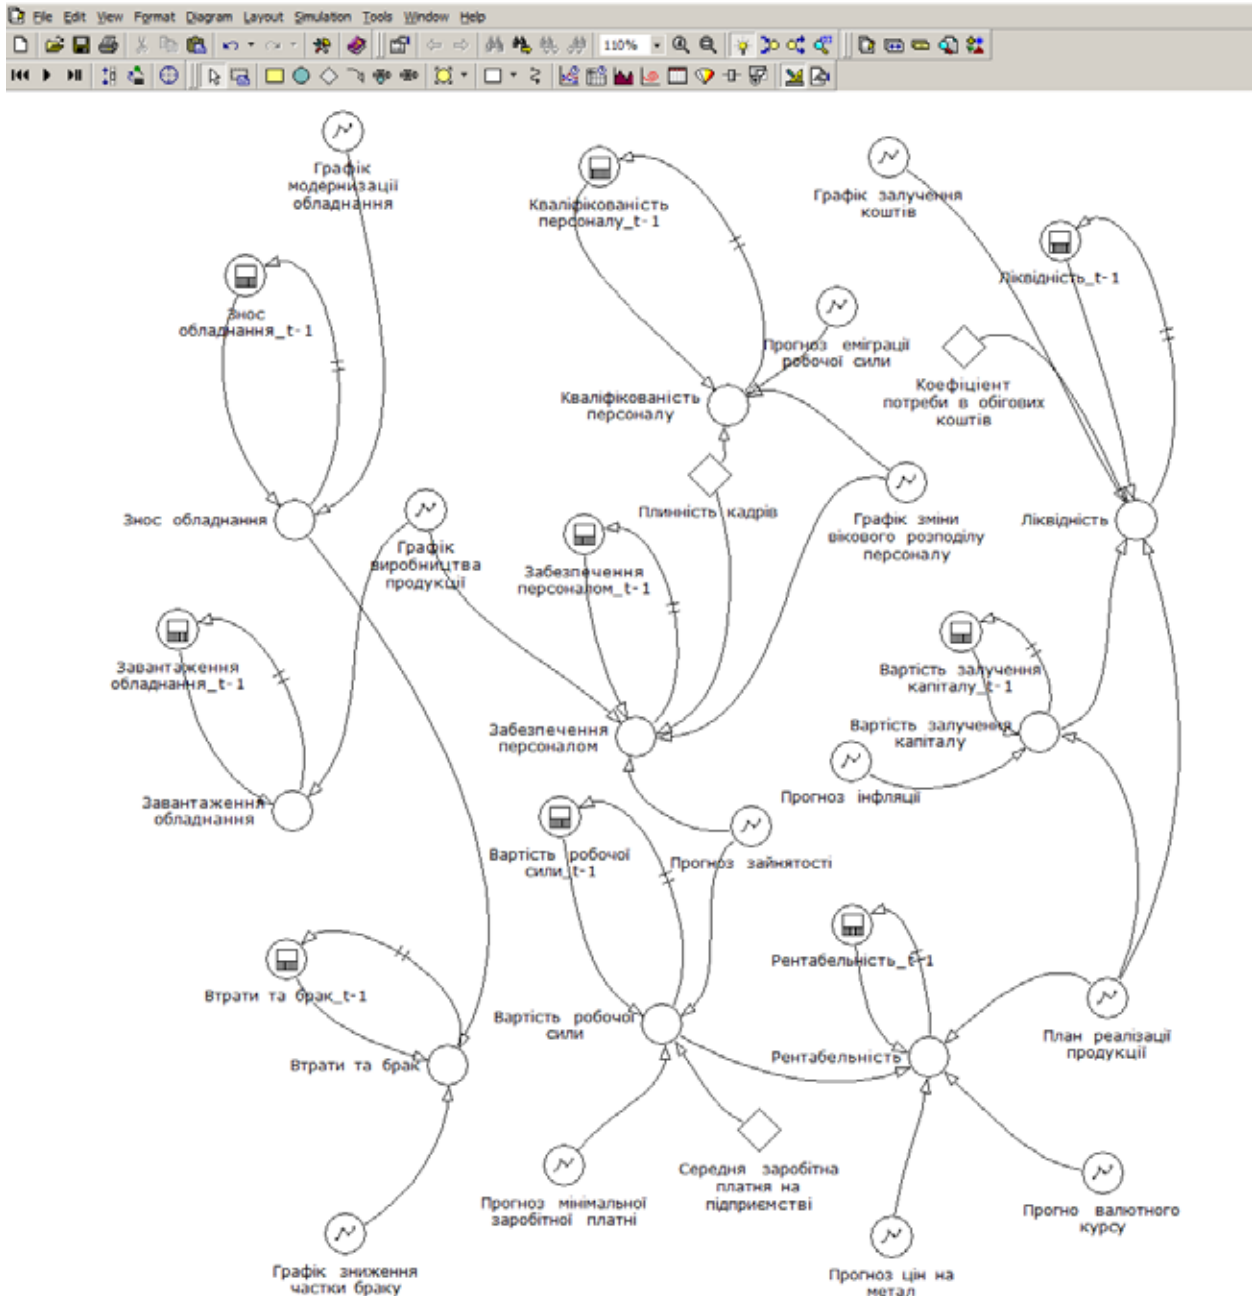 File Edit View Format Diagram Layout Simulation Tools Window Help
110%
Графік
модернизації
обладнання
Кваліфікованість
персоналу_t-1
Графік залучення
коштів
Знос
обладнання_t-1
Ліквідність_t-1
Прогноз еміграції
робочої сили
Коефіцієнт
потреби в обігових
коштів
Кваліфікованість
персоналу
Знос обладнання
Плинність кадрів
Графік зміни
вікового розподілу
персоналу
Ліквідність
Графік
виробництва
продукції
Забезпечення
персоналом_t-1
Завантаження
обладнання_t-1
Вартість залучення
капіталу_t-1
Забезпечення
персоналом
Вартість залучення
капіталу
Прогноз інфляції
Завантаження
обладнання
Вартість робочої
сили_t-1
Прогноз зайнятості
Рентабельність_t-1
Втрати та брак_t-1
Вартість робочої
сили
План реалізації
продукції
Втрати та брак
Рентабельність
Прогноз мінімальної
заробітної платні
Середня заробітна
платня на
підприємстві
Прогно валютного
курсу
Графік зниження
частки браку
Прогноз цін на
метал